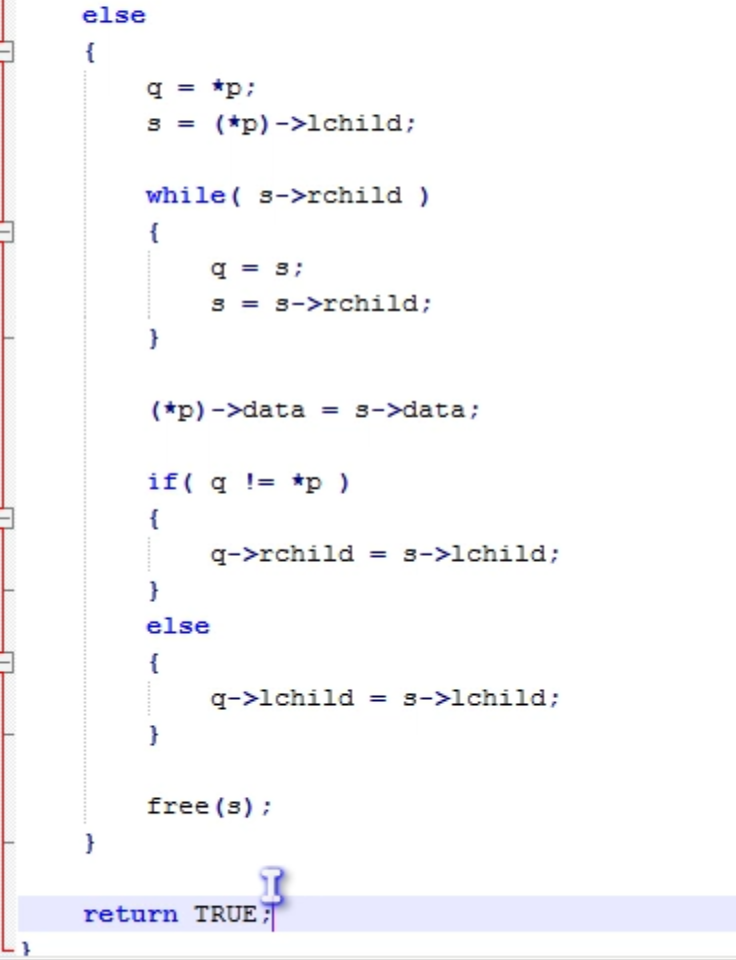 else
{
q = *p;
s = (*p)->lchild;
while( s->rchild )
{
q = s;
s = s->rchild;
}
(*p)->data = s->data;
if( q != *p )
{
q->rchild = s->lchild;
}
else
{
q->lchild = s->lchild;
}
free(s);
}
return TRUE;
}